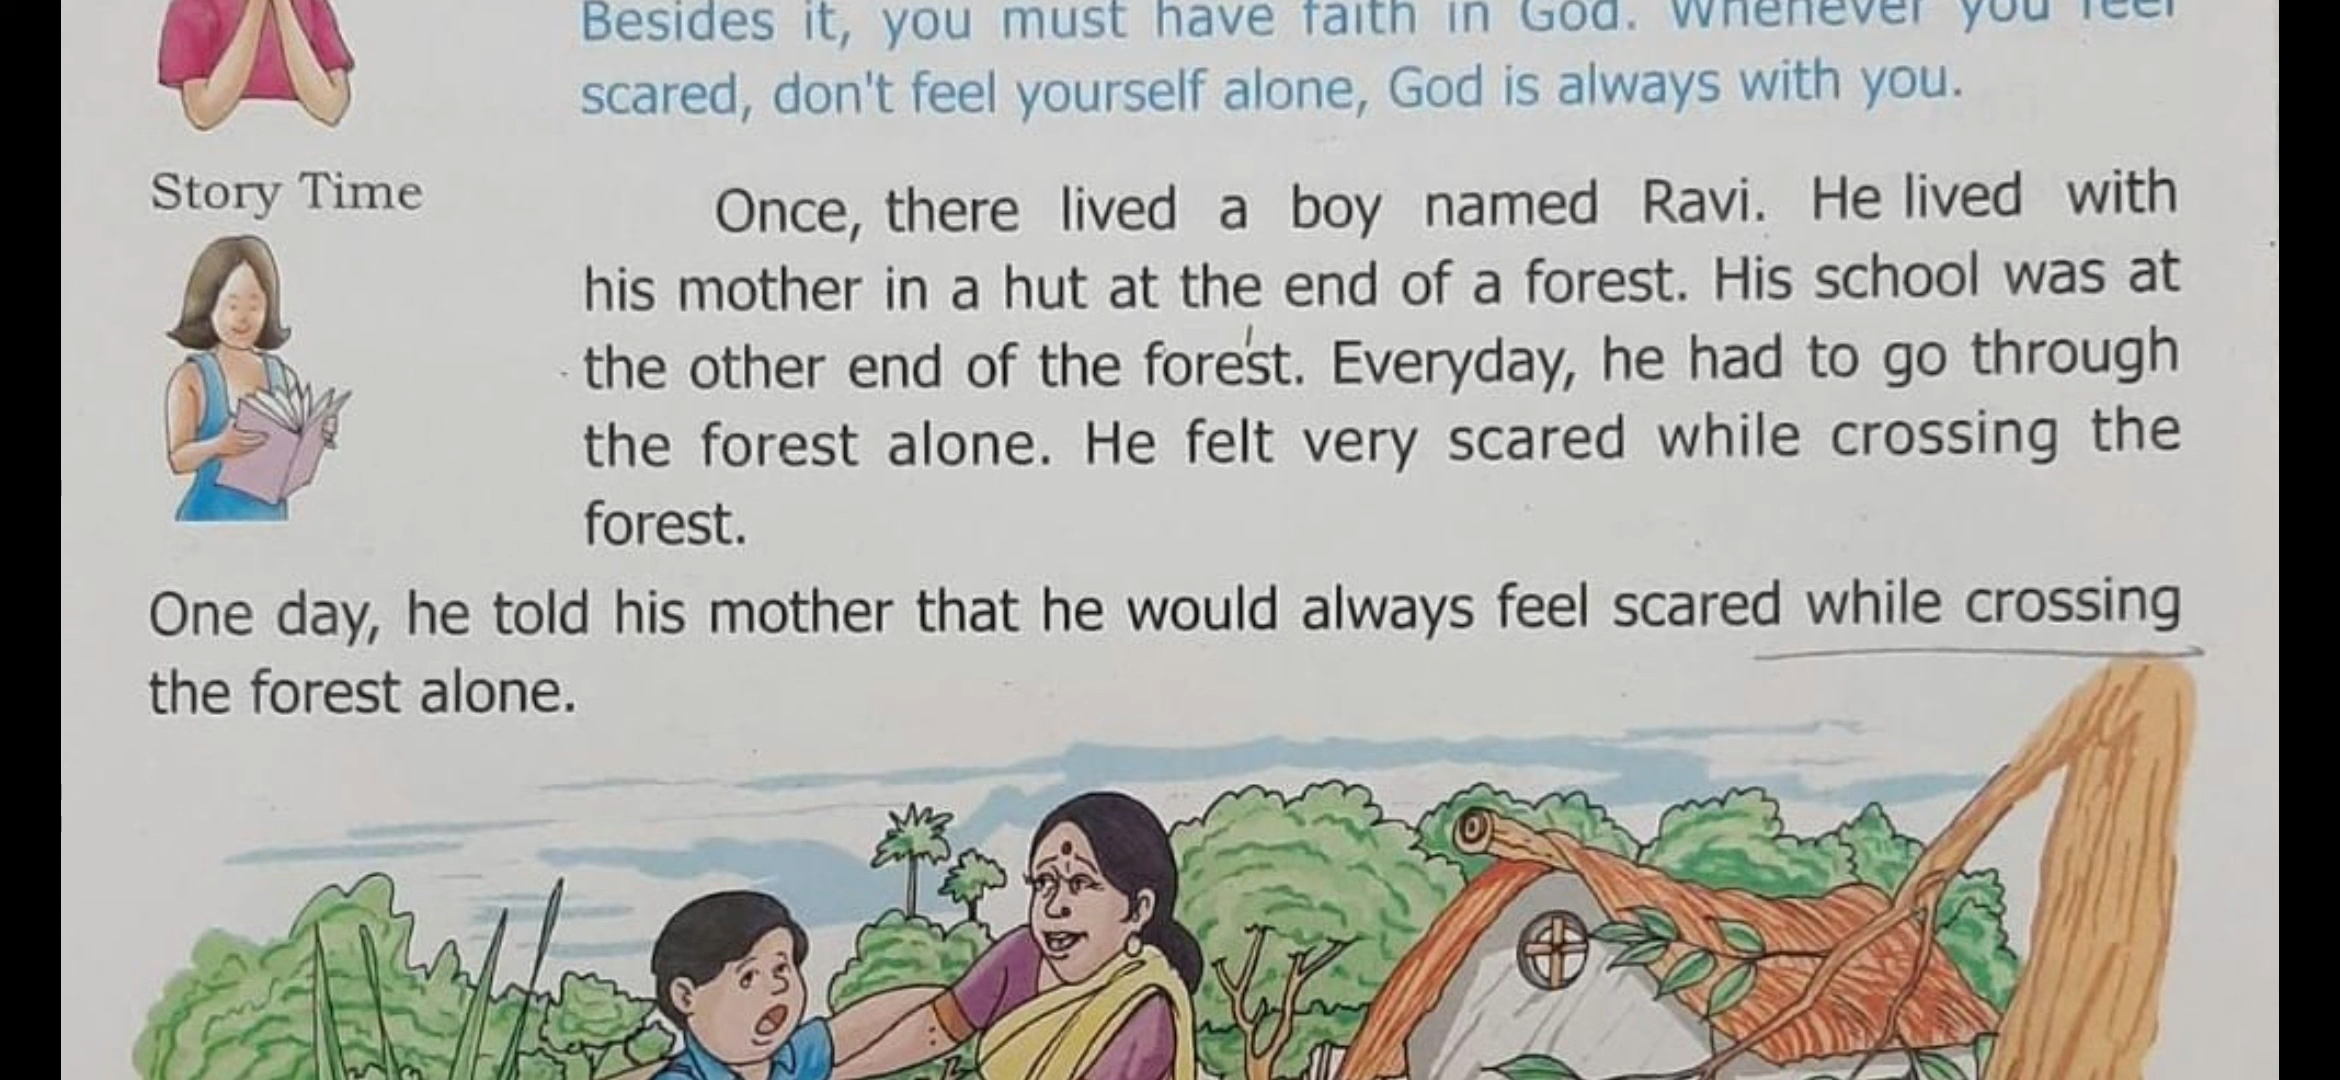 Besides it, you must have faith in God. Whenever you feel
scared, don't feel yourself alone, God is always with you.
Story Time
Once, there lived a boy named Ravi. He lived with
his mother in a hut at the end of a forest. His school was at
the other end of the forest. Everyday, he had to go through
the forest alone. He felt very scared while crossing the
forest.
One day, he told his mother that he would always feel scared while crossing
the forest alone.